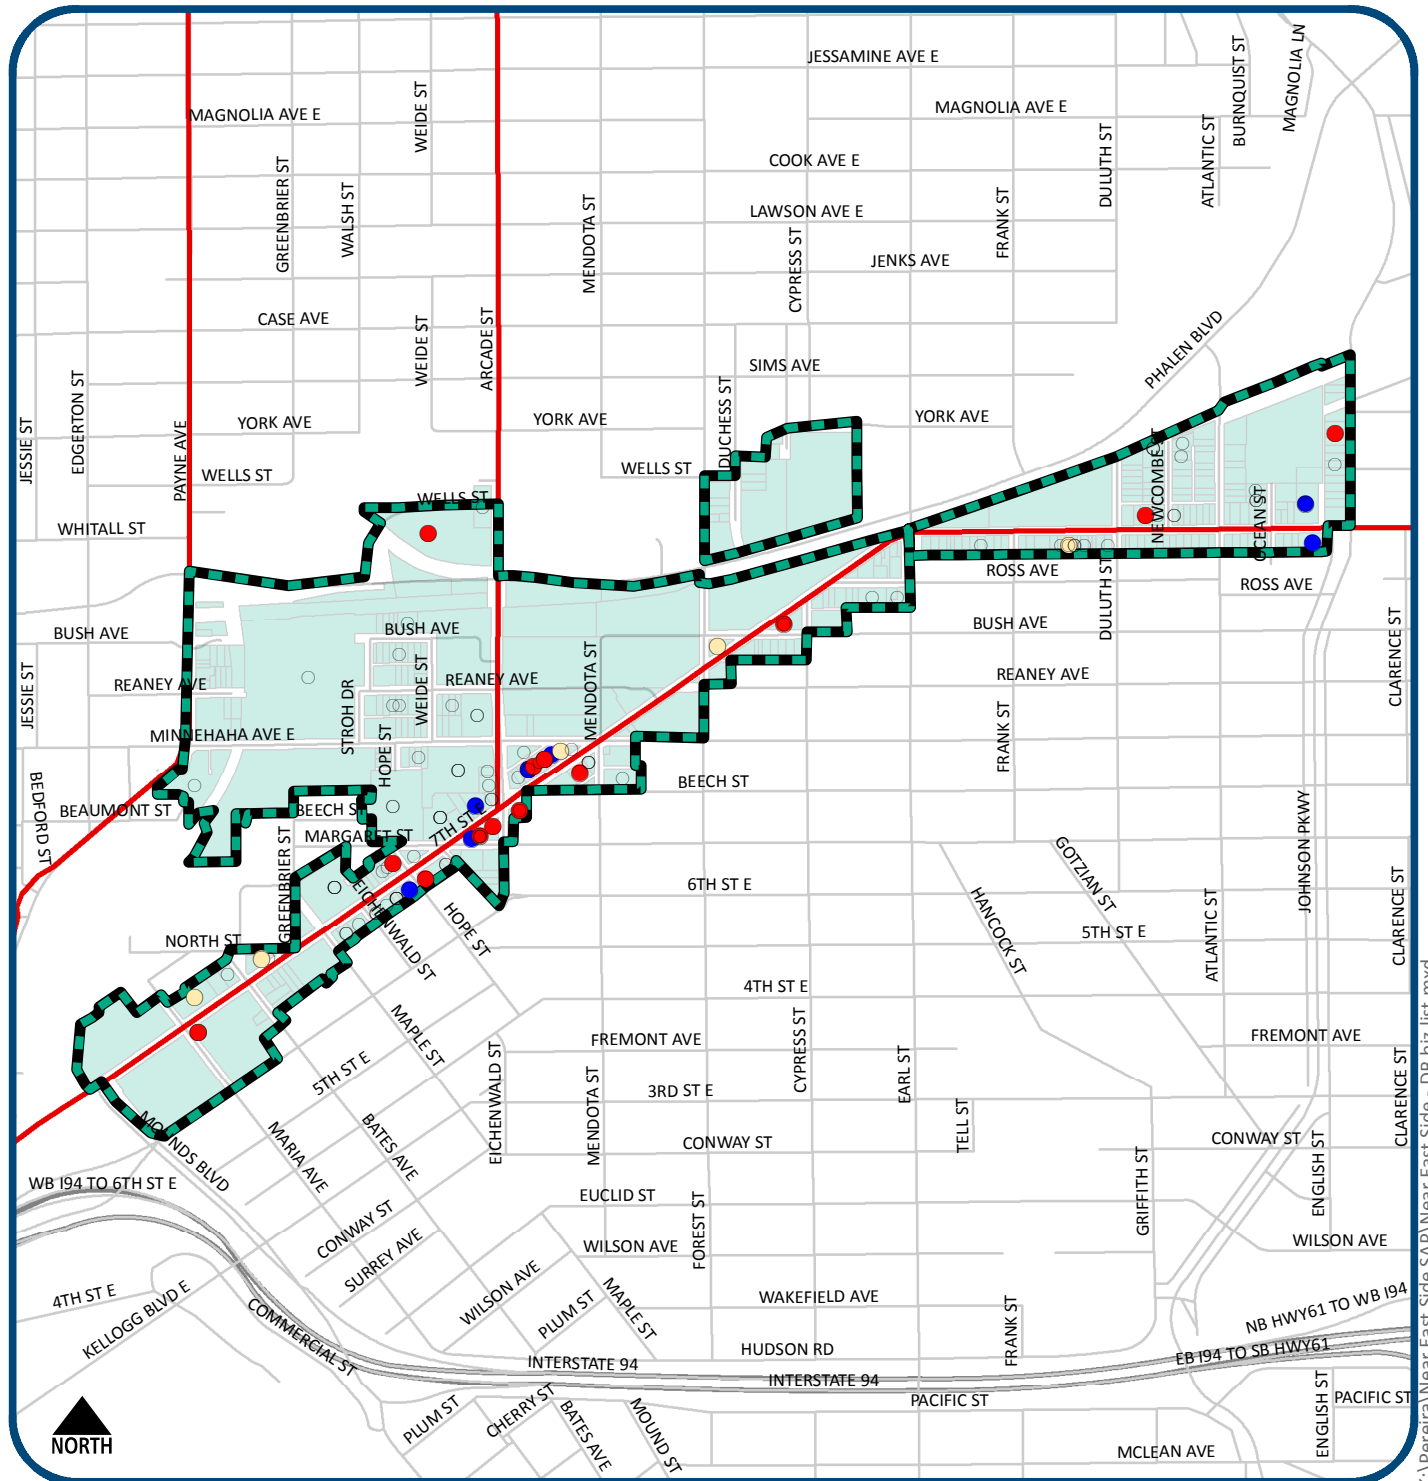 JESSAMINE AVE E
MAGNOLIA LN
BURNQUIST ST
MAGNOLIA AVE E
WEIDE ST
MAGNOLIA AVE E
DULUTH ST
ATLANTIC ST
COOK AVE E
GREENBRIER ST
WALSH ST
MENDOTA ST
LAWSON AVE E
FRANK ST
CYPRESS ST
JENKS AVE
CASE AVE
WEIDE ST
ARCADE ST
PHALEN BLVD
SIMS AVE
EDGERTON ST
JESSIE ST
PAYNE AVE
YORK AVE
YORK AVE
DUCHESS ST
YORK AVE
WELLS ST
WELLS ST
WELLS ST
NEWCOMBE ST
OCEAN ST
WHITALL ST
ROSS AVE
ROSS AVE
DULUTH ST
BUSH AVE
BUSH AVE
BUSH AVE
CLARENCE ST
JESSIE ST
REANEY AVE
STROH DR
WEIDE ST
REANEY AVE
MENDOTA ST
REANEY AVE
FRANK ST
MINNEHAHA AVE E
HOPE ST
BEDFORD ST
BEAUMONT ST
BEECH ST
BEECH ST
MARGARET ST
7TH ST E
JOHNSON PKWY
GREENBRIER ST
EICHENWALD ST
6TH ST E
GOTZIAN ST
HANCOCK ST
ATLANTIC ST
CLARENCE ST
NORTH ST
HOPE ST
5TH ST E
4TH ST E
MAPLE ST
FREMONT AVE
CYPRESS ST
EARL ST
FREMONT AVE
5TH ST E
EICHENWALD ST
MENDOTA ST
3RD ST E
TELL ST
CLARENCE ST
MOUNDS BLVD
MARIA AVE
BATES AVE
CONWAY ST
CONWAY ST
GRIFFITH ST
ENGLISH ST
WB I94 TO 6TH ST E
EUCLID ST
FOREST ST
CONWAY ST
SURREY AVE
WILSON AVE
WILSON AVE
4TH ST E
KELLOGG BLVD E
COMMERCIAL ST
WILSON AVE
PLUM ST
MAPLE ST
WAKEFIELD AVE
FRANK ST
NB HWY61 TO WB I94
HUDSON RD
EB I94 TO SB HWY61
INTERSTATE 94
INTERSTATE 94
PACIFIC ST
PACIFIC ST
ENGLISH ST
PLUM ST
CHERRY ST
BATES AVE
MOUND ST
MCLEAN AVE
NORTH
Pereira\Near East Side SAP\Near East Side - DR biz list.mxd